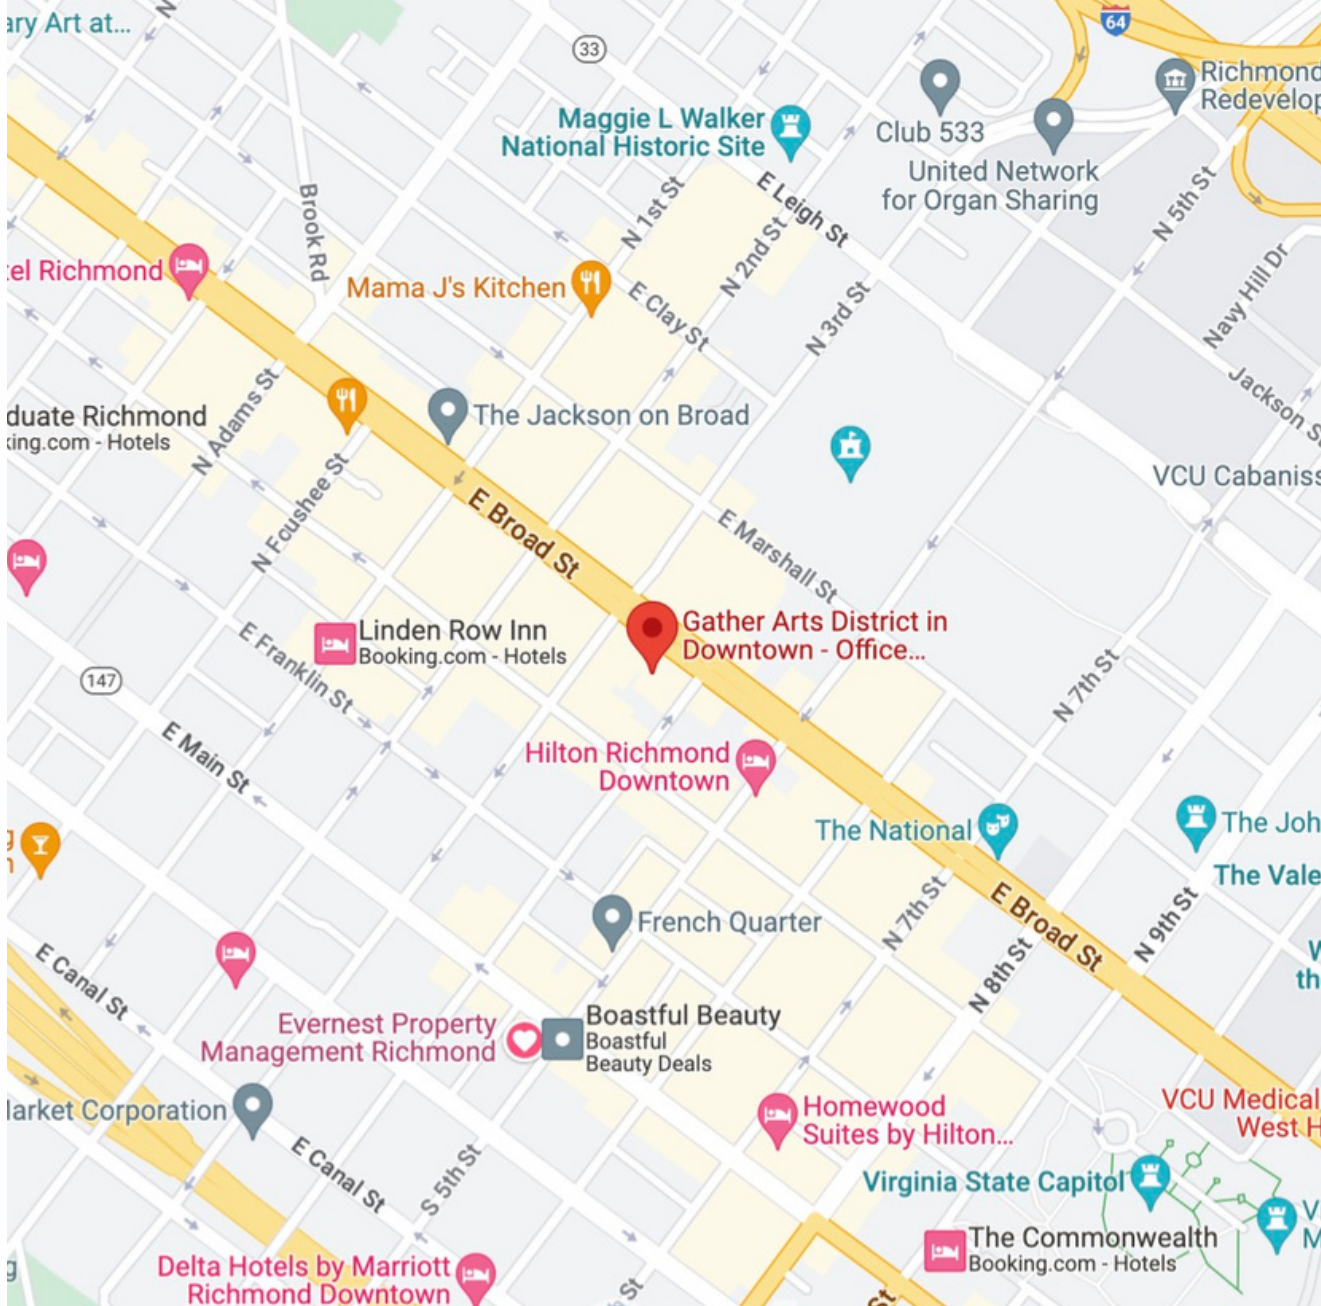 ary Art at...
N
33
64
Richmond
Redevelop
Maggie L Walker
National Historic Site
Club 533
United Network
for Organ Sharing
E Leigh St
N 1st St
N 2nd St
N 5th St
Brook Rd
tel Richmond
Mama J's Kitchen
E Clay St
N 3rd St
Navy Hill Dr
Jackson S
duate Richmond
king.com - Hotels
N Adams St
The Jackson on Broad
N Foushee St
VCU Cabaniss
E Broad St
E Marshall St
Linden Row Inn
Booking.com - Hotels
Gather Arts District in
Downtown - Office...
E Franklin St
147
N 7th St
E Main St
Hilton Richmond
Downtown
The National
The Joh
The Vale
g
n
N 7th St
E Broad St
N 9th St
French Quarter
N 8th St
W
th
E Canal St
Evernest Property
Management Richmond
Boastful Beauty
Boastful
Beauty Deals
larket Corporation
Homewood
Suites by Hilton...
VCU Medical
West H
E Canal St
S 5th St
Virginia State Capitol
V
M
The Commonwealth
Booking.com - Hotels
Delta Hotels by Marriott
Richmond Downtown
g
h St
St